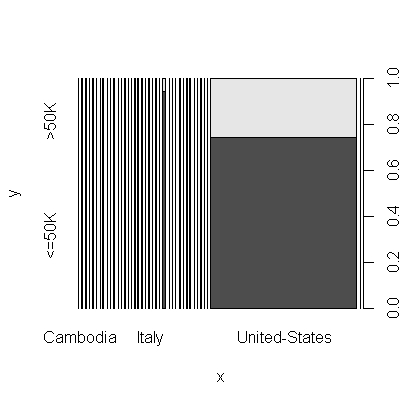 y
<=50K
>50K
0.0
0.2
0.4
0.6
0.8
1.0
Cambodia
Italy
United-States
x